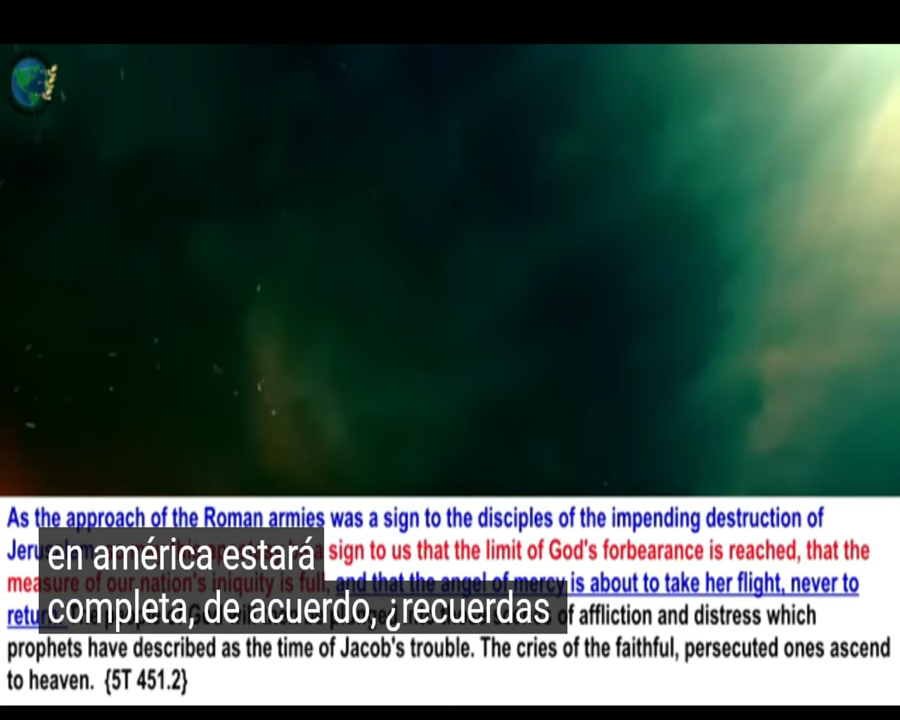 As the approach of the Roman armies was a sign to the disciples of the impending destruction of
sign to us that the limit of God's forbearance is reached, that the
measure of our nation's iniquity is full, and that the angel of mercy is about to take her flight, never to
of affliction and distress which
prophets have described as the time of Jacob's trouble. The cries of the faithful, persecuted ones ascend
to heaven. {5T 451.2}
en américa estará
completa, de acuerdo, ¿recuerdas